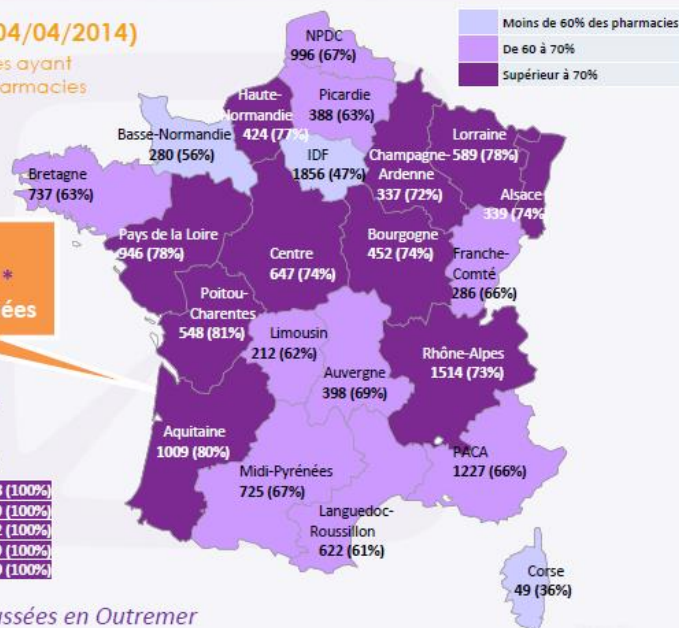 04/04/2014)
es ayant
armacies
Moins de 60% des pharmacies
De 60 à 70%
Supérieur à 70%
NPDC
996 (67%)
Picardie
388 (63%)
Haute-
Normandie
424 (77%)
Basse-Normandie
280 (56%)
IDF
1856 (47%)
Champagne-
Ardenne
337 (72%)
Lorraine
589 (78%)
Alsace
339 (74%)
Bretagne
737 (63%)
Pays de la Loire
946 (78%)
Centre
647 (74%)
Bourgogne
452 (74%)
Franche-
Comté
286 (66%)
*
ées
Poitou-
Charentes
548 (81%)
Limousin
212 (62%)
Auvergne
398 (69%)
Rhône-Alpes
1514 (73%)
Aquitaine
1009 (80%)
Midi-Pyrénées
725 (67%)
PACA
1227 (66%)
Languedoc-
Roussillon
622 (61%)
Corse
49 (36%)
(100%)
(100%)
(100%)
(100%)
(100%)
ssées en Outremer